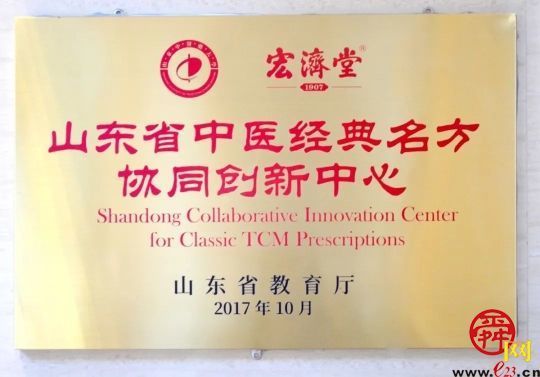 宏濟堂®
1907
山东省中医经典名方
协同创新中心
Shandong Collaborative Innovation Center
for Classic TCM Prescriptions
山东省教育厅
2017年10月
舜
网
www.e23.cn